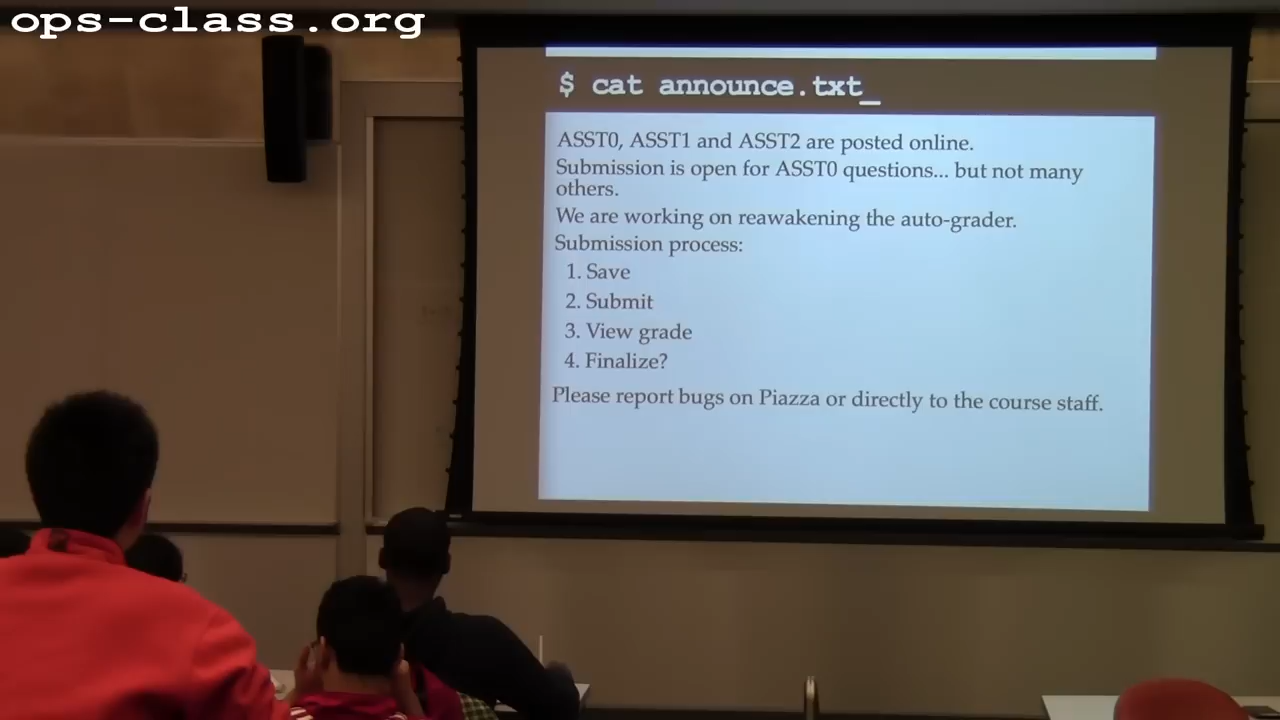 ops-class.org
$ cat announce.txt_
ASST0, ASST1 and ASST2 are posted online.
Submission is open for ASST0 questions... but not many
others.
We are working on reawakening the auto-grader.
Submission process:
1. Save
2. Submit
3. View grade
4. Finalize?
Please report bugs on Piazza or directly to the course staff.